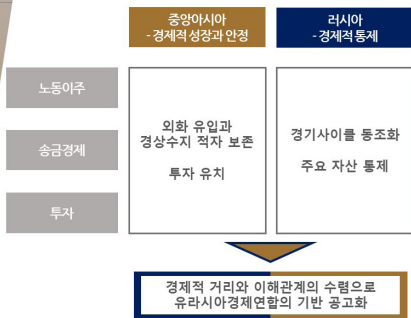 중앙아시아
- 경제적 성장과 안정
러시아
- 경제적 통제
노동이주
송금경제
투자
외화 유입과
경상수지 적자 보존
투자 유치
경기사이클 동조화
주요 자산 통제
경제적 거리와 이해관계의 수렴으로
유라시아경제연합의 기반 공고화